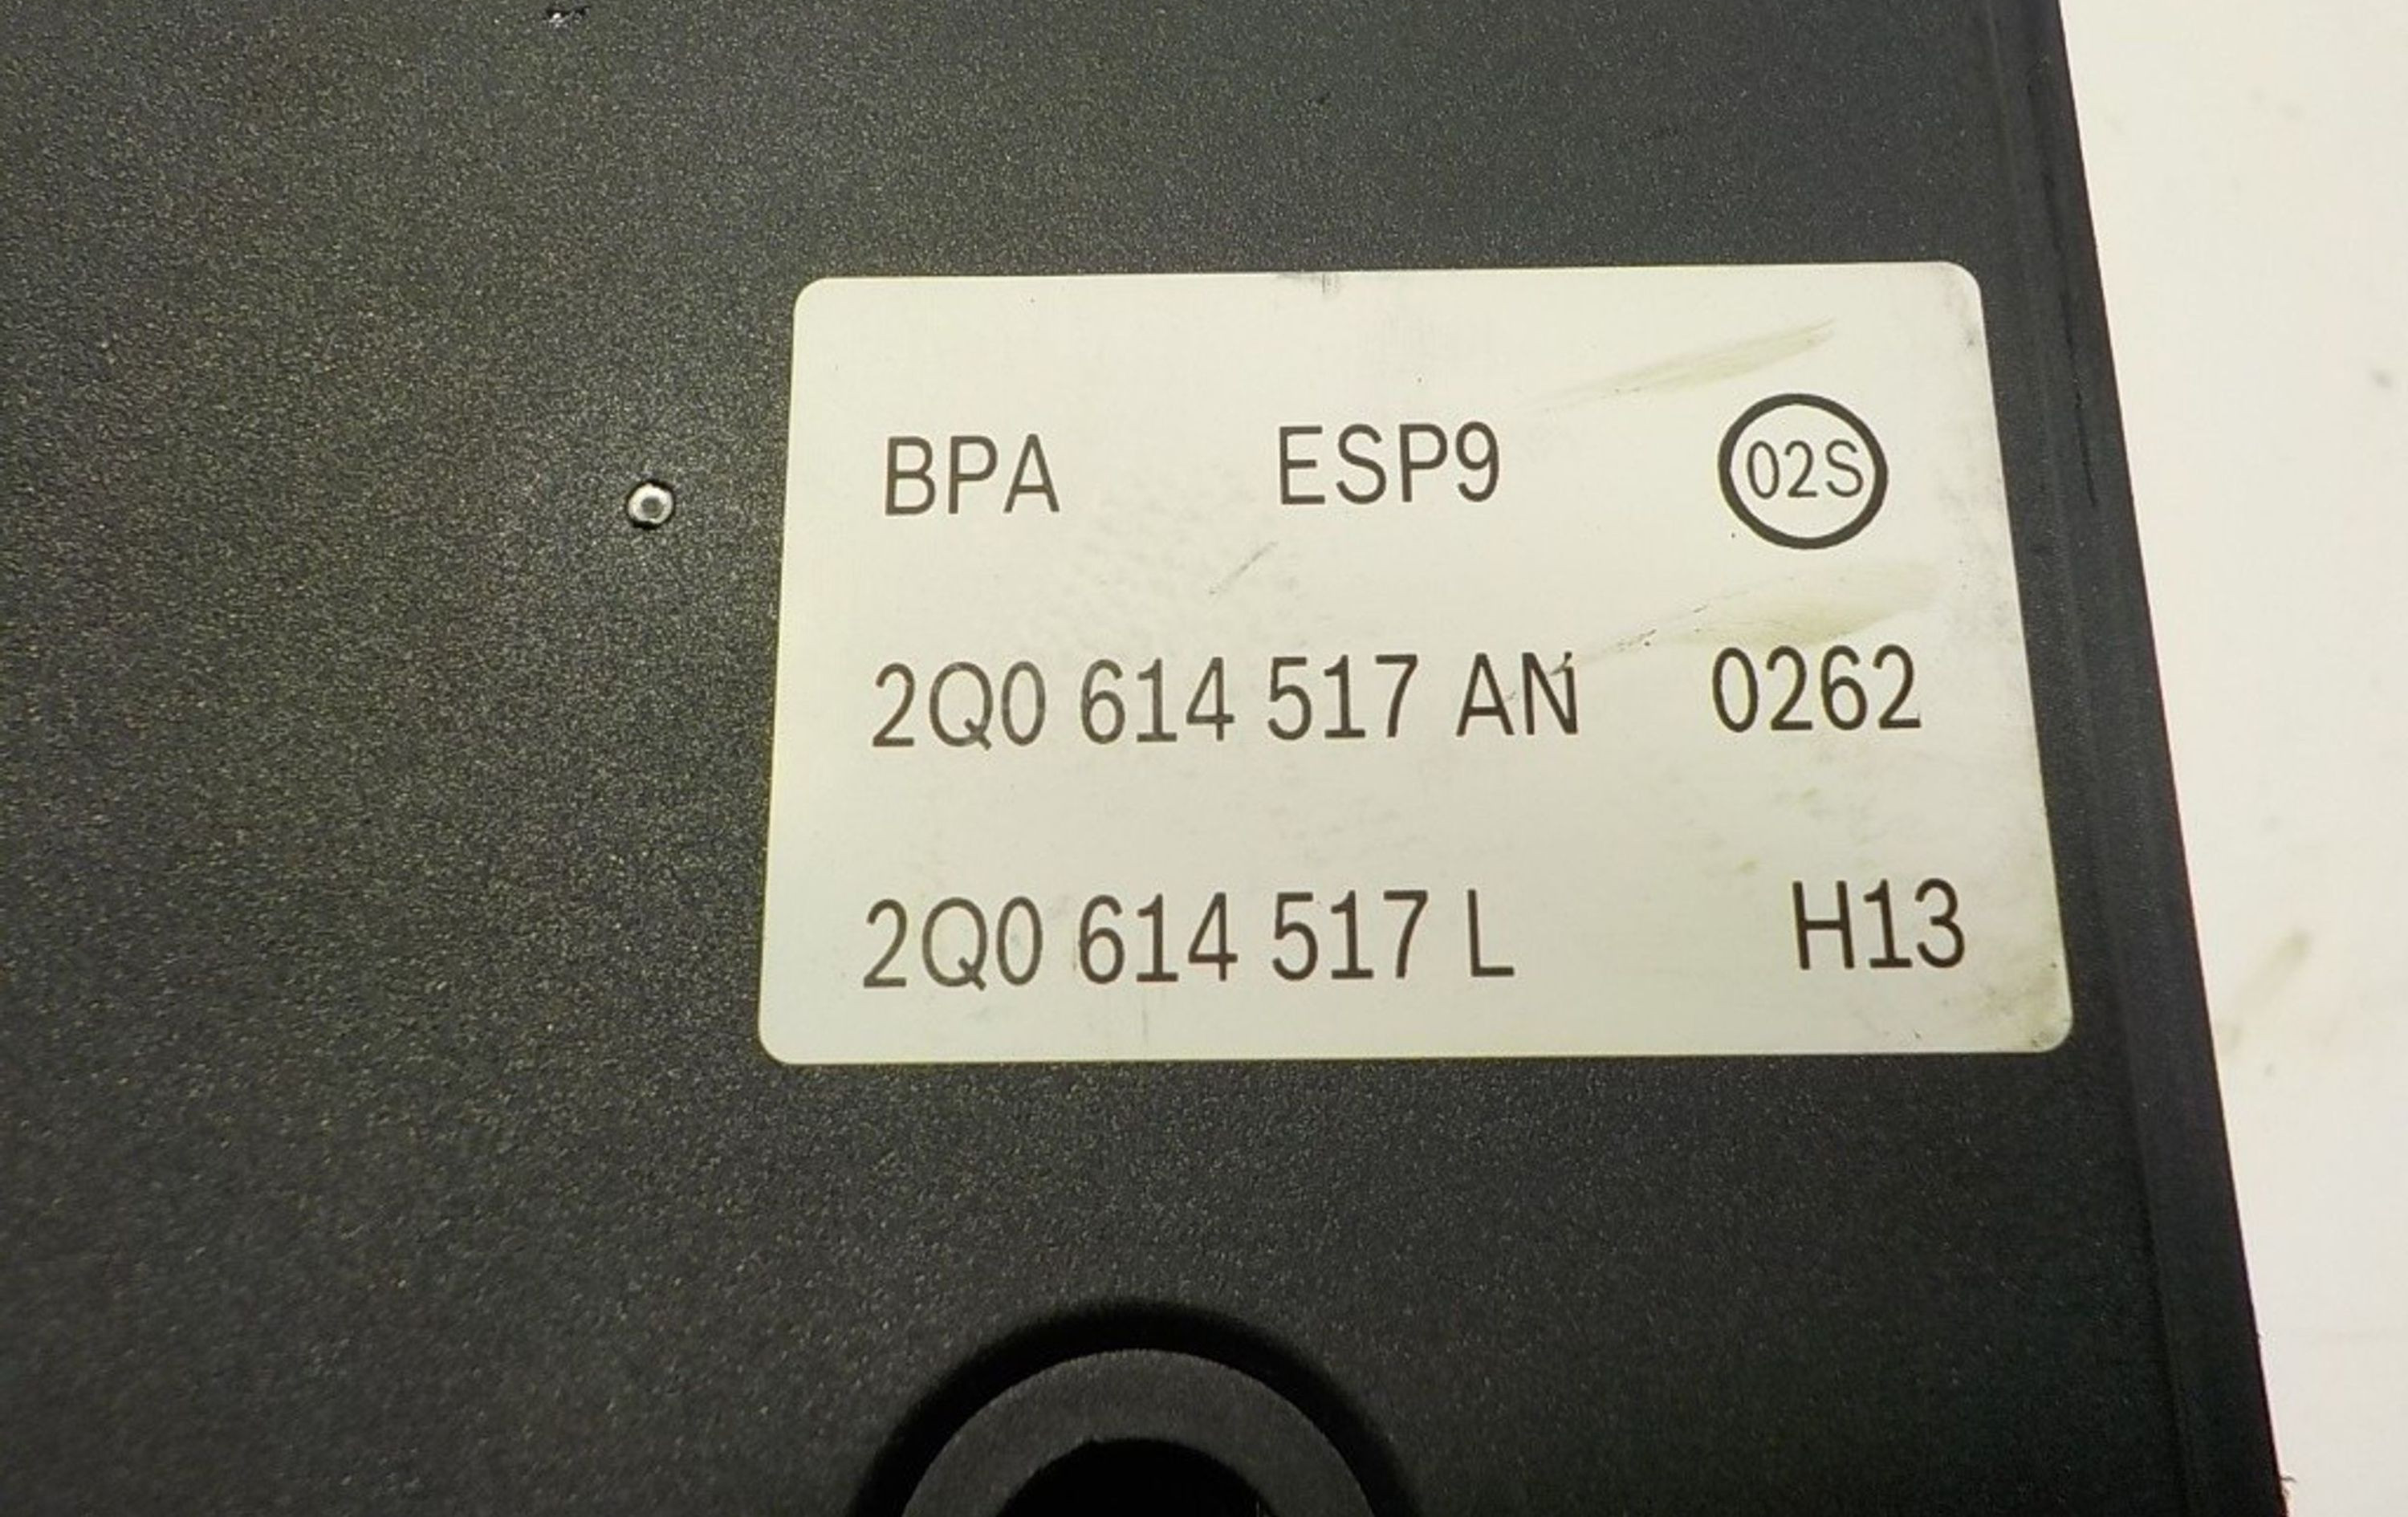 BPA ESP9 02S
2Q0 614 517 AN 0262
2Q0 614 517 L H13